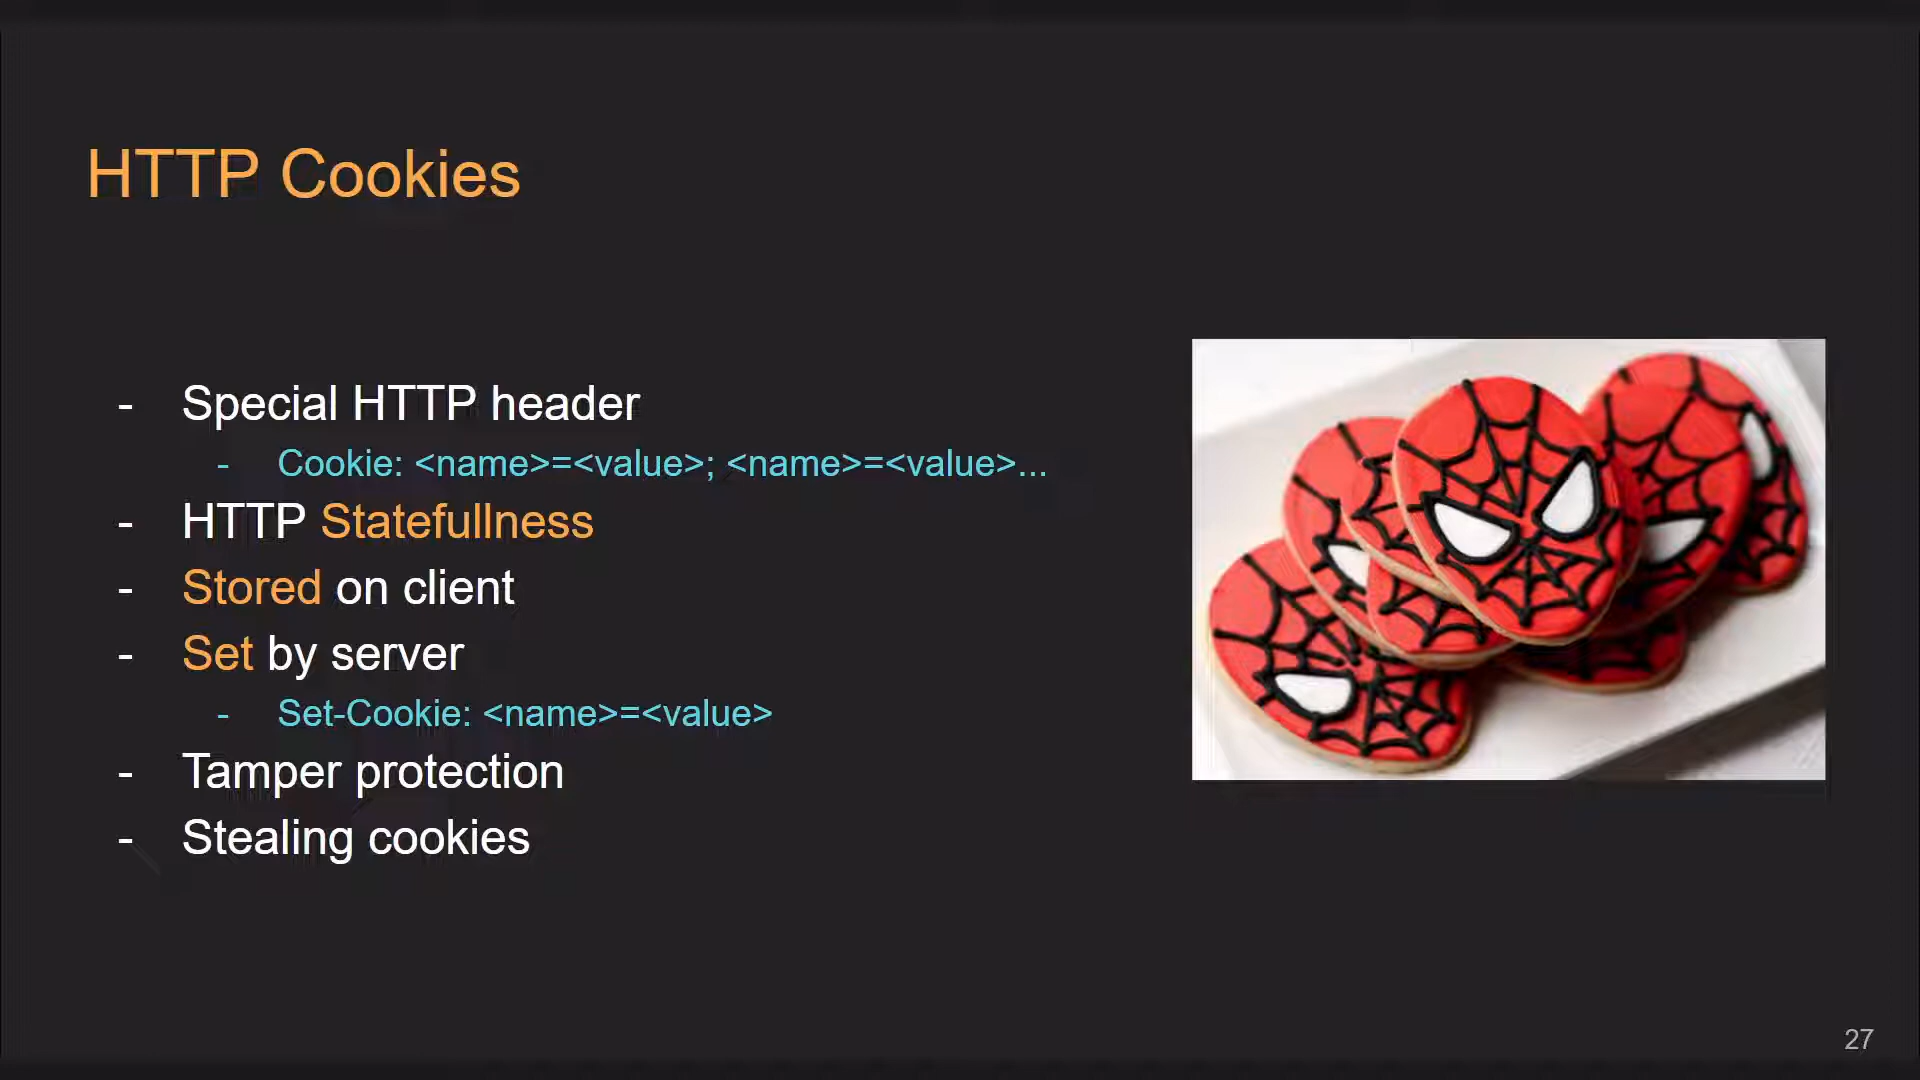 HTTP Cookies
- Special HTTP header
- Cookie: <name>=<value>; <name>=<value>...
- HTTP Statefullness
- Stored on client
- Set by server
- Set-Cookie: <name>=<value>
- Tamper protection
- Stealing cookies
27